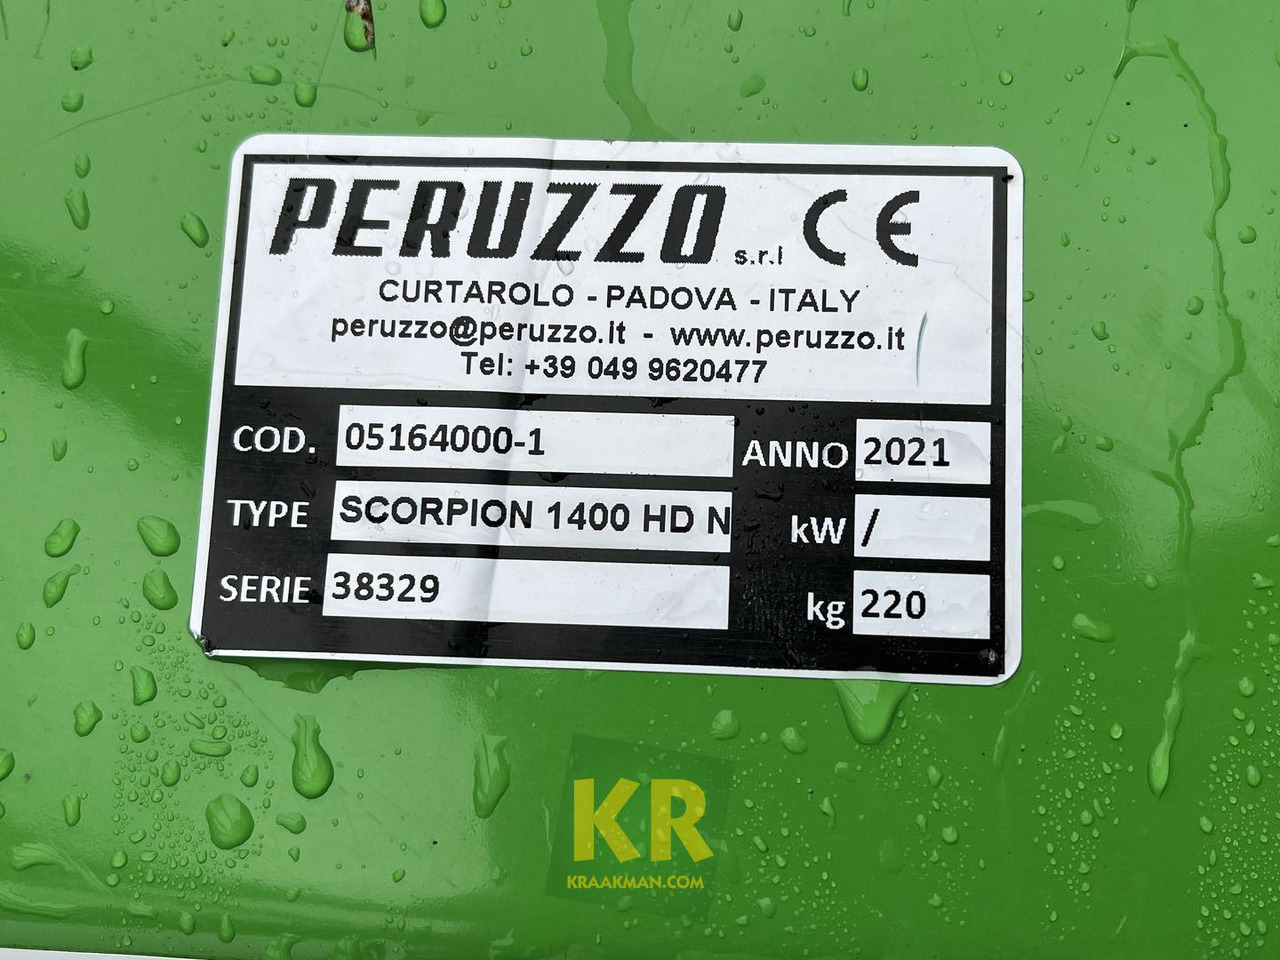 PERUZZO s.r.l CE
CURTAROLO - PADOVA - ITALY
peruzzo@peruzzo.it - www.peruzzo.it
Tel: +39 049 9620477
COD. 05164000-1 ANNO 2021
TYPE SCORPION 1400 HD N kW /
SERIE 38329 kg 220
KR
KRAAKMAN.COM